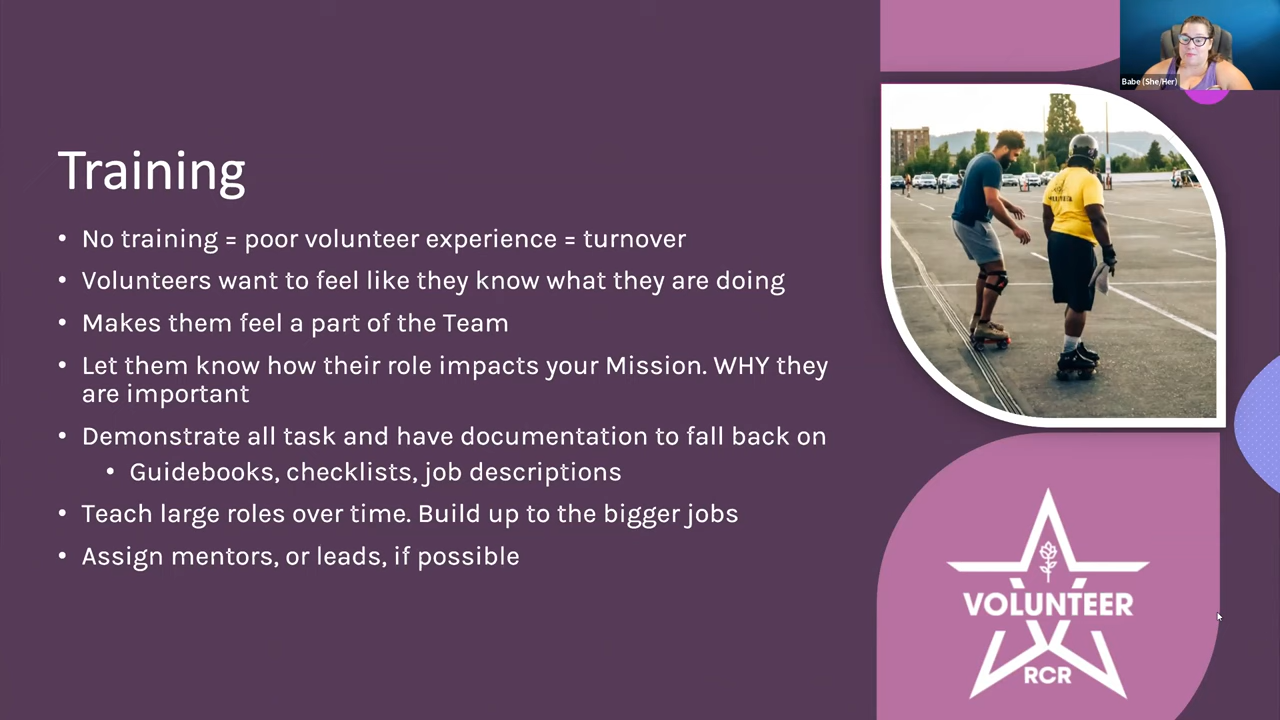 Babe (She/Her)
Training
• No training = poor volunteer experience = turnover
• Volunteers want to feel like they know what they are doing
• Makes them feel a part of the Team
• Let them know how their role impacts your Mission. WHY they
are important
• Demonstrate all task and have documentation to fall back on
• Guidebooks, checklists, job descriptions
• Teach large roles over time. Build up to the bigger jobs
• Assign mentors, or leads, if possible
VOLUNTEER
RCR